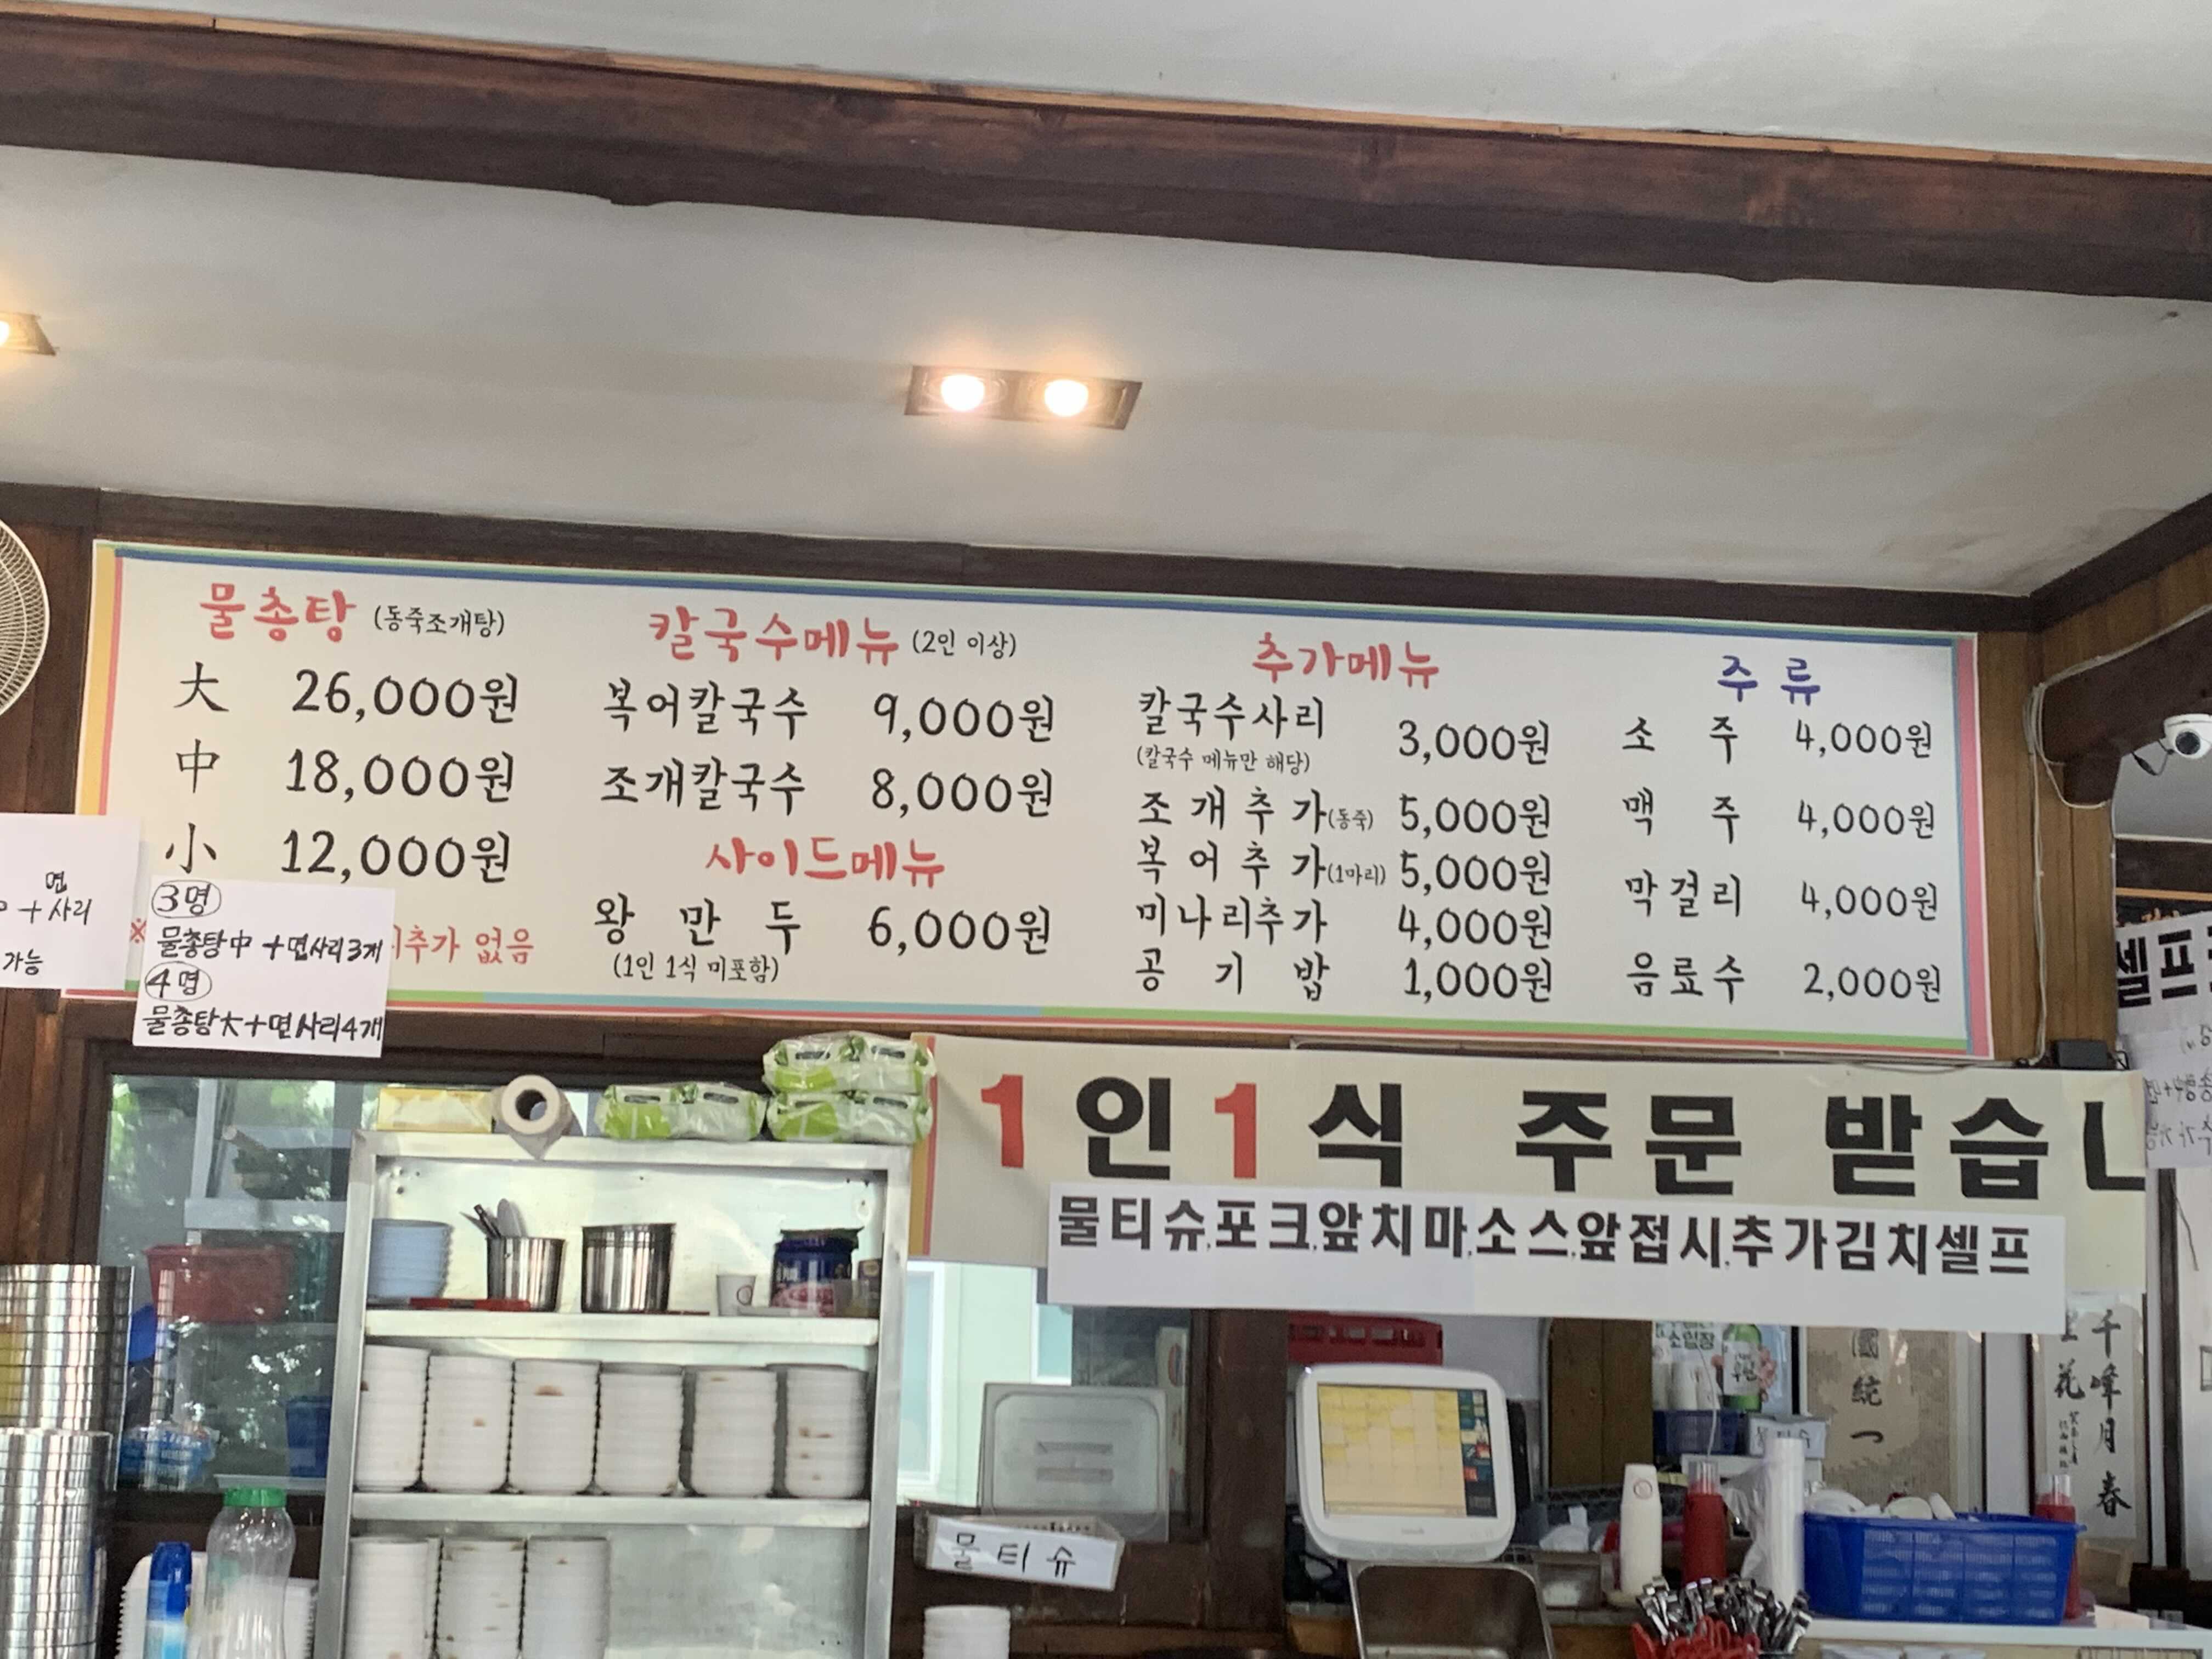 물총탕 (동죽조개탕)
大 26,000원
中 18,000원
小 12,000원
※
추가 없음
칼국수메뉴 (2인 이상)
복어칼국수 9,000원
조개칼국수 8,000원
사이드메뉴
왕 만 두 6,000원
(1인 1식 미포함)
추가메뉴
칼국수사리 3,000원
(칼국수 메뉴만 해당)
조개추가(동죽) 5,000원
복어추가(1마리) 5,000원
미나리추가 4,000원
공 기 밥 1,000원
주 류
소 주 4,000원
맥 주 4,000원
막걸리 4,000원
음료수 2,000원
면
+사리
가능
3명
물총탕中 +면사리3개
4명
물총탕大+면사리4개
1인1식 주문 받습
물티슈,포크,앞치마,소스,앞접시,추가김치셀프
물티슈
셀프
國統一
千峰月春
花